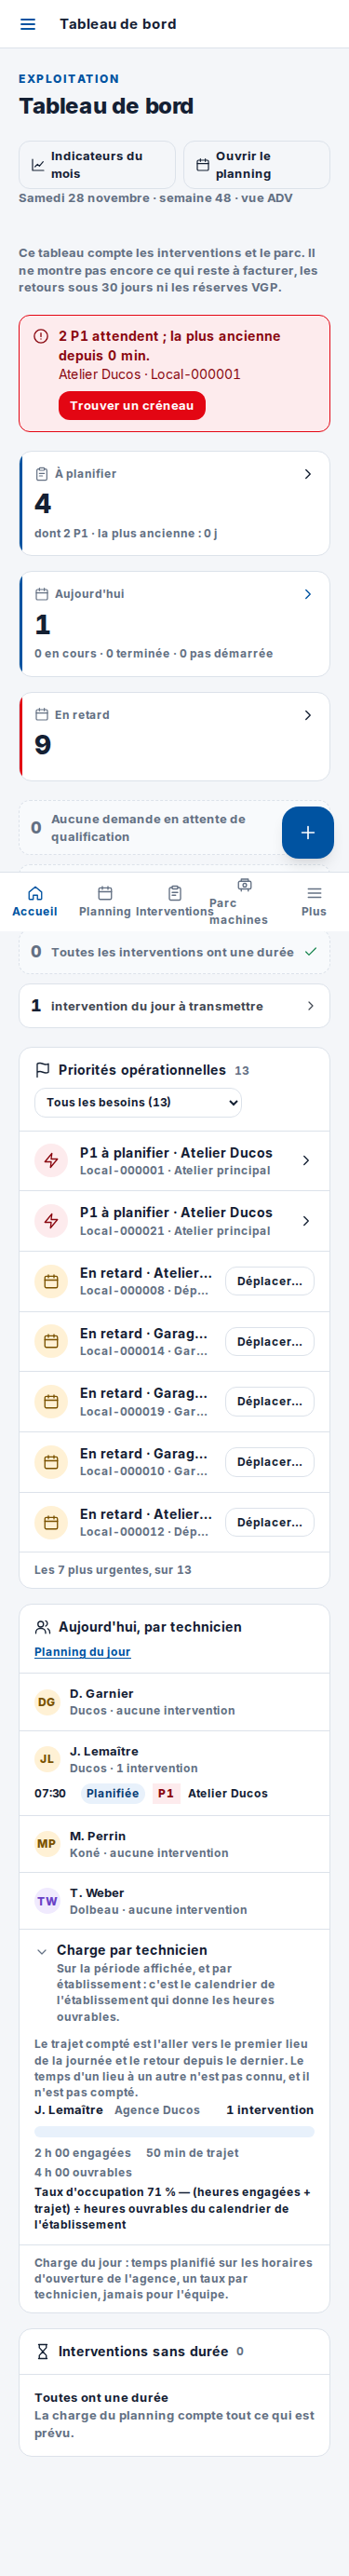 Tableau de bord
EXPLOITATION
Tableau de bord
Indicateurs du
mois
Ouvrir le
planning
Samedi 28 novembre · semaine 48 · vue ADV
Ce tableau compte les interventions et le parc. Il
ne montre pas encore ce qui reste à facturer, les
retours sous 30 jours ni les réserves VGP.
2 P1 attendent ; la plus ancienne
depuis 0 min.
Atelier Ducos · Local-000001
Trouver un créneau
À planifier
4
dont 2 P1 · la plus ancienne : 0 j
Aujourd'hui
1
0 en cours · 0 terminée · 0 pas démarrée
En retard
9
0 Aucune demande en attente de
qualification
Accueil
Planning
Interventions
Parc
machines
Plus
0 Toutes les interventions ont une durée
1 intervention du jour à transmettre
Priorités opérationnelles 13
Tous les besoins (13)
P1 à planifier · Atelier Ducos
Local-000001 · Atelier principal
P1 à planifier · Atelier Ducos
Local-000021 · Atelier principal
En retard · Atelier...
Local-000008 · Dép...
Déplacer...
En retard · Garag...
Local-000014 · Gar...
Déplacer...
En retard · Garag...
Local-000019 · Gar...
Déplacer...
En retard · Garag...
Local-000010 · Gar...
Déplacer...
En retard · Atelier...
Local-000012 · Dép...
Déplacer...
Les 7 plus urgentes, sur 13
Aujourd'hui, par technicien
Planning du jour
DG
D. Garnier
Ducos · aucune intervention
JL
J. Lemaître
Ducos · 1 intervention
07:30 Planifiée P1 Atelier Ducos
MP
M. Perrin
Koné · aucune intervention
TW
T. Weber
Dolbeau · aucune intervention
Charge par technicien
Sur la période affichée, et par
établissement : c'est le calendrier de
l'établissement qui donne les heures
ouvrables.
Le trajet compté est l'aller vers le premier lieu
de la journée et le retour depuis le dernier. Le
temps d'un lieu à un autre n'est pas connu, et il
n'est pas compté.
J. Lemaître Agence Ducos 1 intervention
2 h 00 engagées 50 min de trajet
4 h 00 ouvrables
Taux d'occupation 71 % — (heures engagées +
trajet) ÷ heures ouvrables du calendrier de
l'établissement
Charge du jour : temps planifié sur les horaires
d'ouverture de l'agence, un taux par
technicien, jamais pour l'équipe.
Interventions sans durée 0
Toutes ont une durée
La charge du planning compte tout ce qui est
prévu.